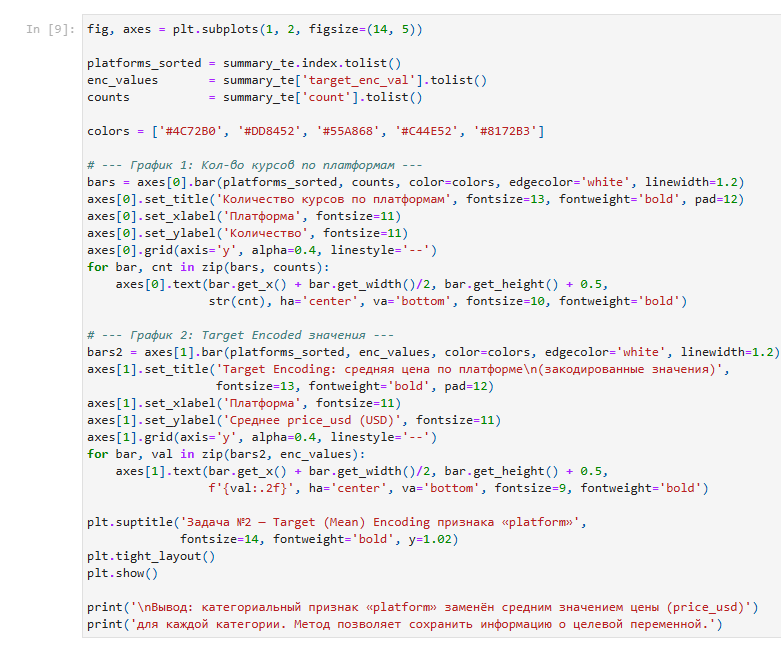 In [9]: fig, axes = plt.subplots(1, 2, figsize=(14, 5))
platforms_sorted = summary_te.index.tolist()
enc_values       = summary_te['target_enc_val'].tolist()
counts           = summary_te['count'].tolist()
colors = ['#4C72B0', '#DD8452', '#55A868', '#C44E52', '#8172B3']
# --- График 1: Кол-во курсов по платформам ---
bars = axes[0].bar(platforms_sorted, counts, color=colors, edgecolor='white', linewidth=1.2)
axes[0].set_title('Количество курсов по платформам', fontsize=13, fontweight='bold', pad=12)
axes[0].set_xlabel('Платформа', fontsize=11)
axes[0].set_ylabel('Количество', fontsize=11)
axes[0].grid(axis='y', alpha=0.4, linestyle='--')
for bar, cnt in zip(bars, counts):
    axes[0].text(bar.get_x() + bar.get_width()/2, bar.get_height() + 0.5,
                 str(cnt), ha='center', va='bottom', fontsize=10, fontweight='bold')
# --- График 2: Target Encoded значения ---
bars2 = axes[1].bar(platforms_sorted, enc_values, color=colors, edgecolor='white', linewidth=1.2)
axes[1].set_title('Target Encoding: средняя цена по платформе\n(закодированные значения)',
                  fontsize=13, fontweight='bold', pad=12)
axes[1].set_xlabel('Платформа', fontsize=11)
axes[1].set_ylabel('Среднее price_usd (USD)', fontsize=11)
axes[1].grid(axis='y', alpha=0.4, linestyle='--')
for bar, val in zip(bars2, enc_values):
    axes[1].text(bar.get_x() + bar.get_width()/2, bar.get_height() + 0.5,
                 f'{val:.2f}', ha='center', va='bottom', fontsize=9, fontweight='bold')
plt.suptitle('Задача №2 — Target (Mean) Encoding признака «platform»',
             fontsize=14, fontweight='bold', y=1.02)
plt.tight_layout()
plt.show()
print('\nВывод: категориальный признак «platform» заменён средним значением цены (price_usd)')
print('для каждой категории. Метод позволяет сохранить информацию о целевой переменной.')